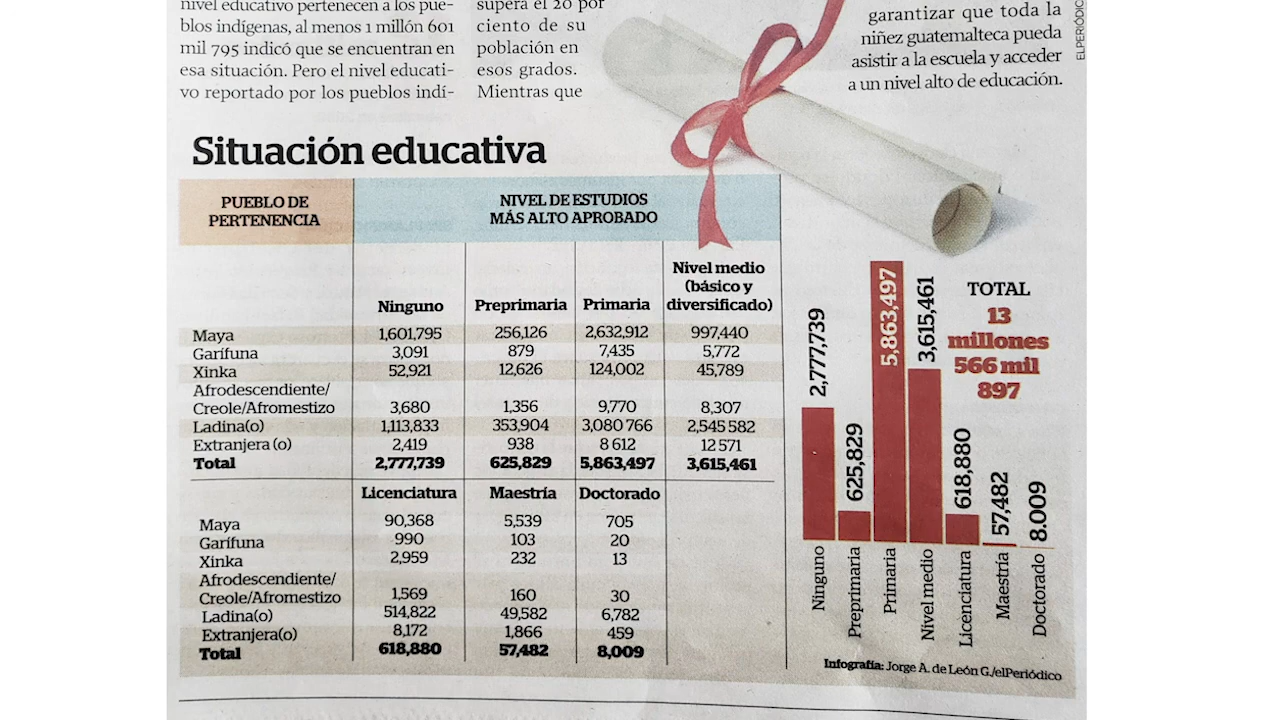 nivel educativo pertenecen a los pue-
blos indígenas, al menos 1 millón 601
mil 795 indicó que se encuentran en
esa situación. Pero el nivel educati-
vo reportado por los pueblos indí-
supera el 20 por
ciento de su
población en
esos grados.
Mientras que
garantizar que toda la
niñez guatemalteca pueda
asistir a la escuela y acceder
a un nivel alto de educación.
ELPERIÓDIC
Situación educativa
PUEBLO DE
PERTENENCIA
NIVEL DE ESTUDIOS
MÁS ALTO APROBADO
Ninguno Preprimaria Primaria Nivel medio
(básico y
diversificado)
Maya 1,601,795 256,126 2,632,912 997,440
Garífuna 3,091 879 7,435 5,772
Xinka 52,921 12,626 124,002 45,789
Afrodescendiente/
Creole/Afromestizo 3,680 1,356 9,770 8,307
Ladina(o) 1,113,833 353,904 3,080 766 2,545 582
Extranjera (o) 2,419 938 8 612 12 571
Total 2,777,739 625,829 5,863,497 3,615,461
Licenciatura Maestría Doctorado
Maya 90,368 5,539 705
Garífuna 990 103 20
Xinka 2,959 232 13
Afrodescendiente/
Creole/Afromestizo 1,569 160 30
Ladina(o) 514,822 49,582 6,782
Extranjera(o) 8,172 1,866 459
Total 618,880 57,482 8,009
TOTAL
13
millones
566 mil
897
2,777,739
625,829
5,863,497
3,615,461
618,880
57,482
8.009
Ninguno
Preprimaria
Primaria
Nivel medio
Licenciatura
Maestría
Doctorado
Infografía: Jorge A. de León G./elPeriódico